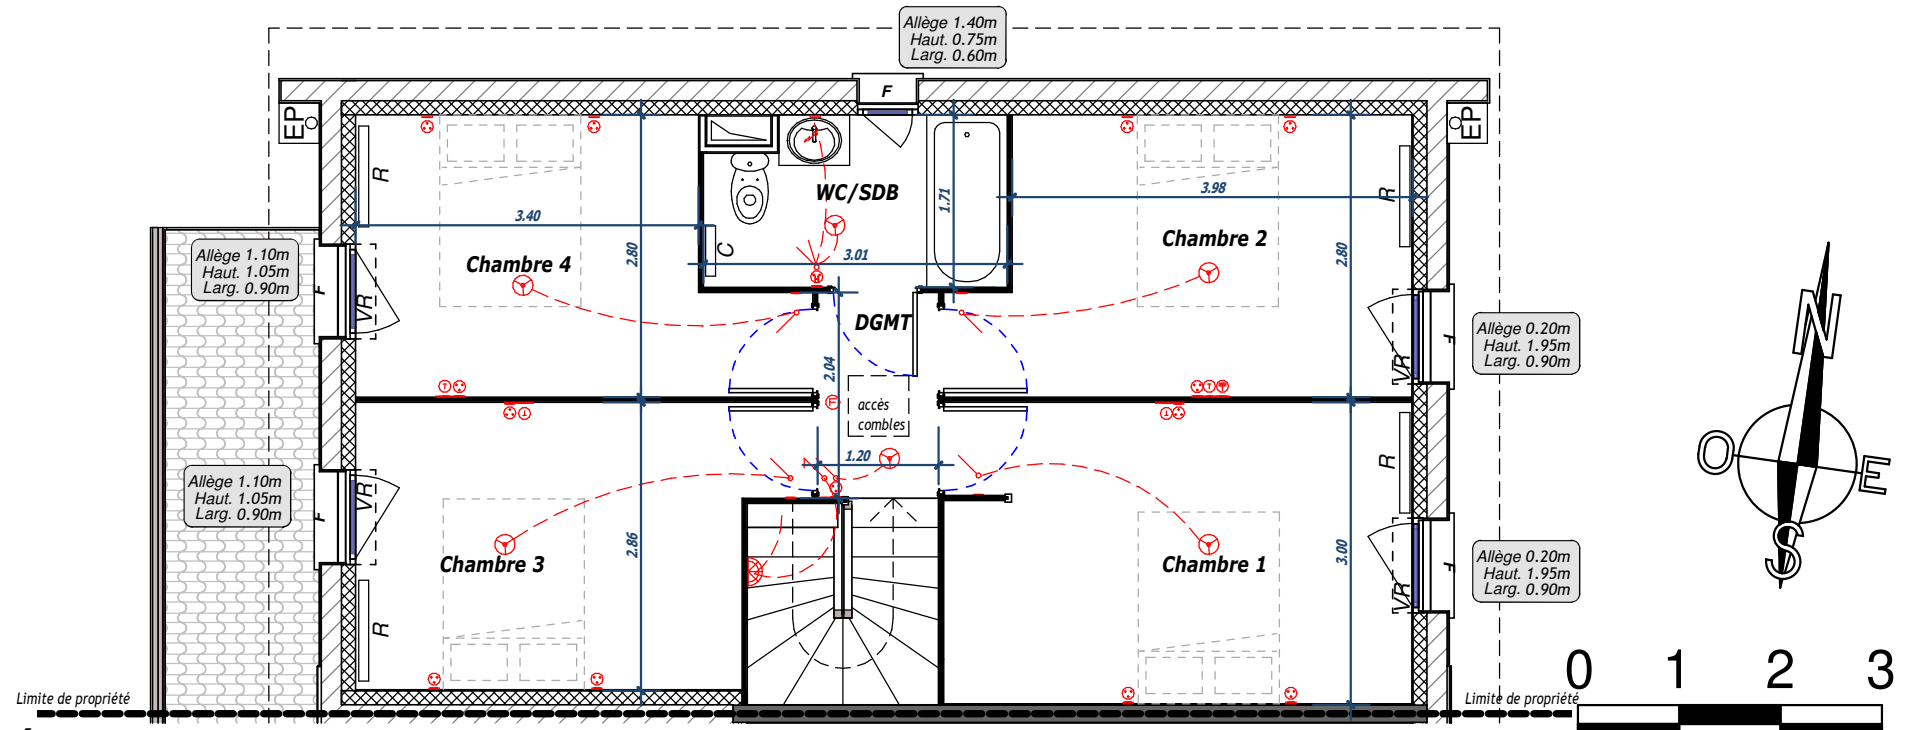 Allège 1.40m
Haut. 0.75m
Larg. 0.60m
F
EP
EP
R
WC/SDB
1.71
3.98
R
3.40
2.80
C
3.01
Chambre 2
2.80
Allège 1.10m
Haut. 1.05m
Larg. 0.90m
F
VR
Chambre 4
DGMT
Allège 0.20m
Haut. 1.95m
Larg. 0.90m
F
VR
N
2.04
accès
combles
O
E
S
1.20
R
Allège 1.10m
Haut. 1.05m
Larg. 0.90m
F
VR
2.86
Chambre 3
Chambre 1
3.00
Allège 0.20m
Haut. 1.95m
Larg. 0.90m
F
VR
R
0 1 2 3
Limite de propriété
Limite de propriété